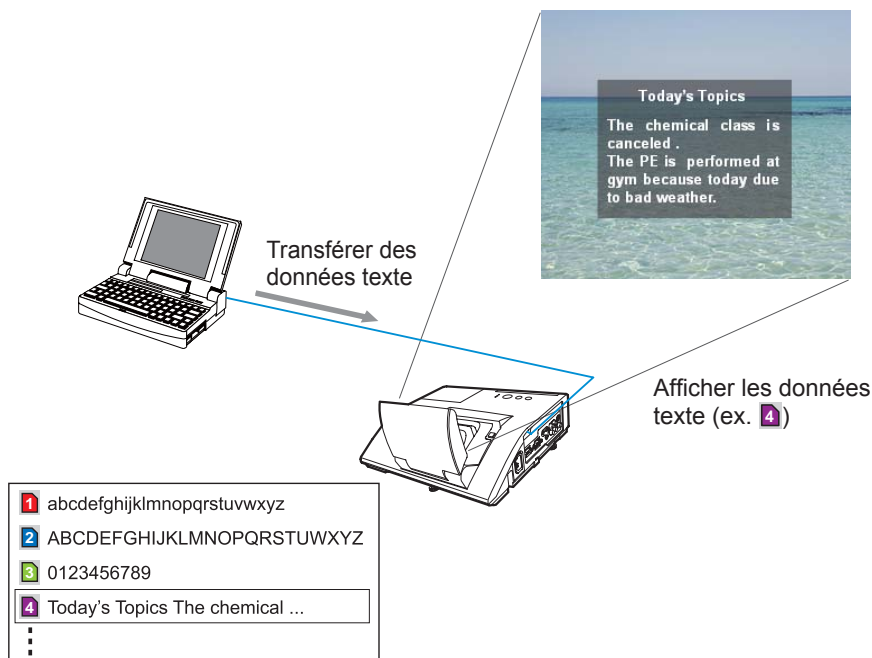 Today's Topics
The chemical class is
canceled .
The PE is performed at
gym because today due
to bad weather.
Transférer des
données texte
Afficher les données
texte (ex. 4)
1 abcdefghijklmnopqrstuvwxyz
2 ABCDEFGHIJKLMNOPQRSTUWXYZ
3 0123456789
4 Today's Topics The chemical ...